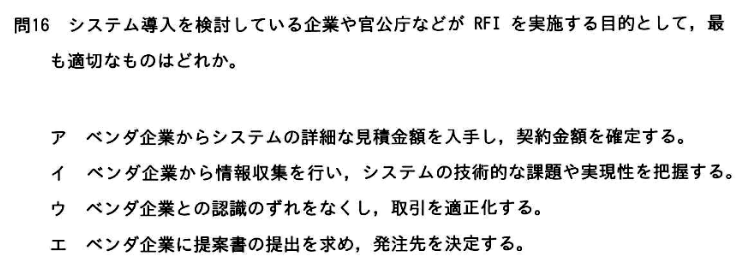 問16 システム導入を検討している企業や官公庁などが RFI を実施する目的として，最
も適切なものはどれか。
ア ベンダ企業からシステムの詳細な見積金額を入手し，契約金額を確定する。
イ ベンダ企業から情報収集を行い，システムの技術的な課題や実現性を把握する。
ウ ベンダ企業との認識のずれをなくし，取引を適正化する。
エ ベンダ企業に提案書の提出を求め，発注先を決定する。